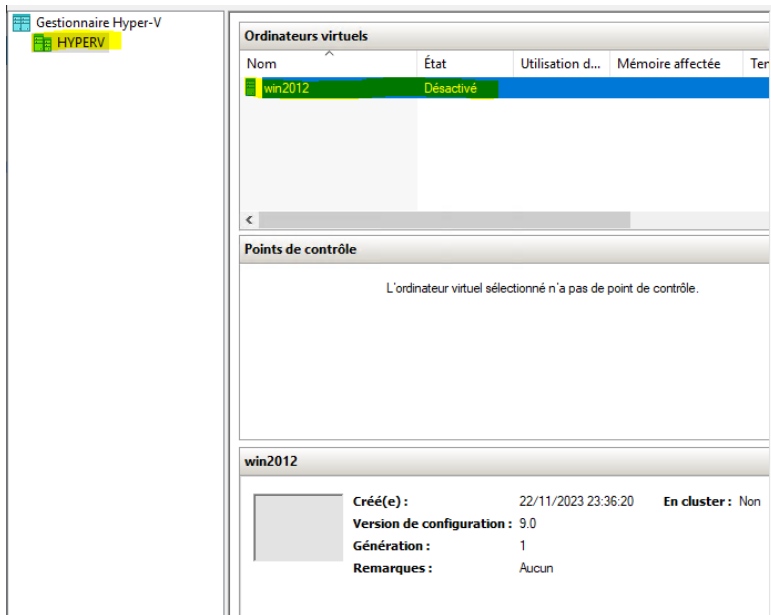 Gestionnaire Hyper-V
HYPERV
Ordinateurs virtuels
Nom État Utilisation d... Mémoire affectée Ter
win2012 Désactivé
Points de contrôle
L'ordinateur virtuel sélectionné n'a pas de point de contrôle.
win2012
Créé(e) : 22/11/2023 23:36:20 En cluster : Non
Version de configuration : 9.0
Génération : 1
Remarques : Aucun